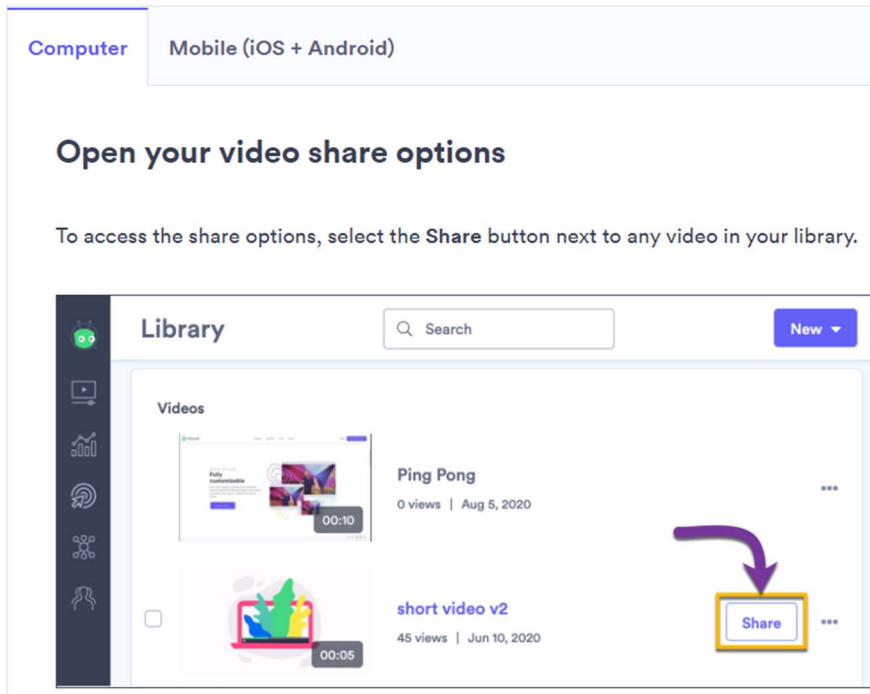 Computer
Mobile (iOS + Android)
Open your video share options
To access the share options, select the Share button next to any video in your library.
Library
Search
New
Videos
Fully
customizable
00:10
Ping Pong
0 views | Aug 5, 2020
short video v2
45 views | Jun 10, 2020
Share
00:05